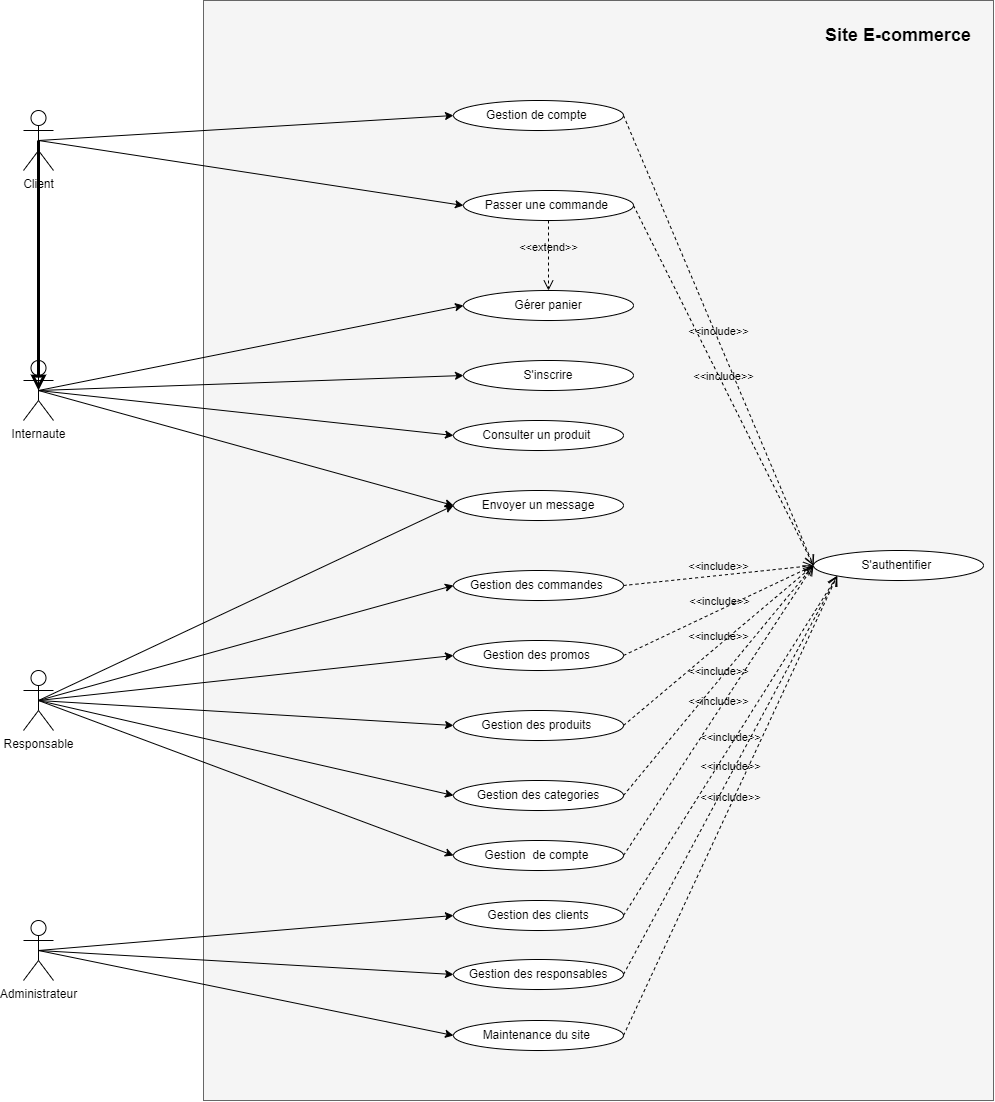 Site E-commerce
Gestion de compte
Client
Passer une commande
<<extend>>
Gérer panier
<<include>>
S'inscrire
<<include>>
Internaute
Consulter un produit
Envoyer un message
S'authentifier
<<include>>
Gestion des commandes
<<include>>
<<include>>
Gestion des promos
<<include>>
<<include>>
Gestion des produits
Responsable
<<include>>
<<include>>
Gestion des categories
<<include>>
Gestion  de compte
Gestion des clients
Gestion des responsables
Administrateur
Maintenance du site